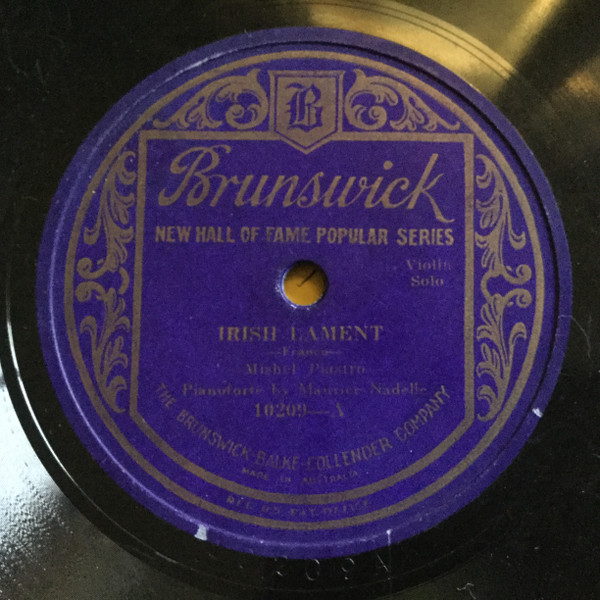 B
Brunswick
NEW HALL OF FAME POPULAR SERIES
Violin
Solo
IRISH LAMENT
—Franco—
Mishel Piastro
Pianoforte by Maurice Nadelle
10209—A
THE BRUNSWICK-BALKE-COLLENDER COMPANY
MADE IN AUSTRALIA